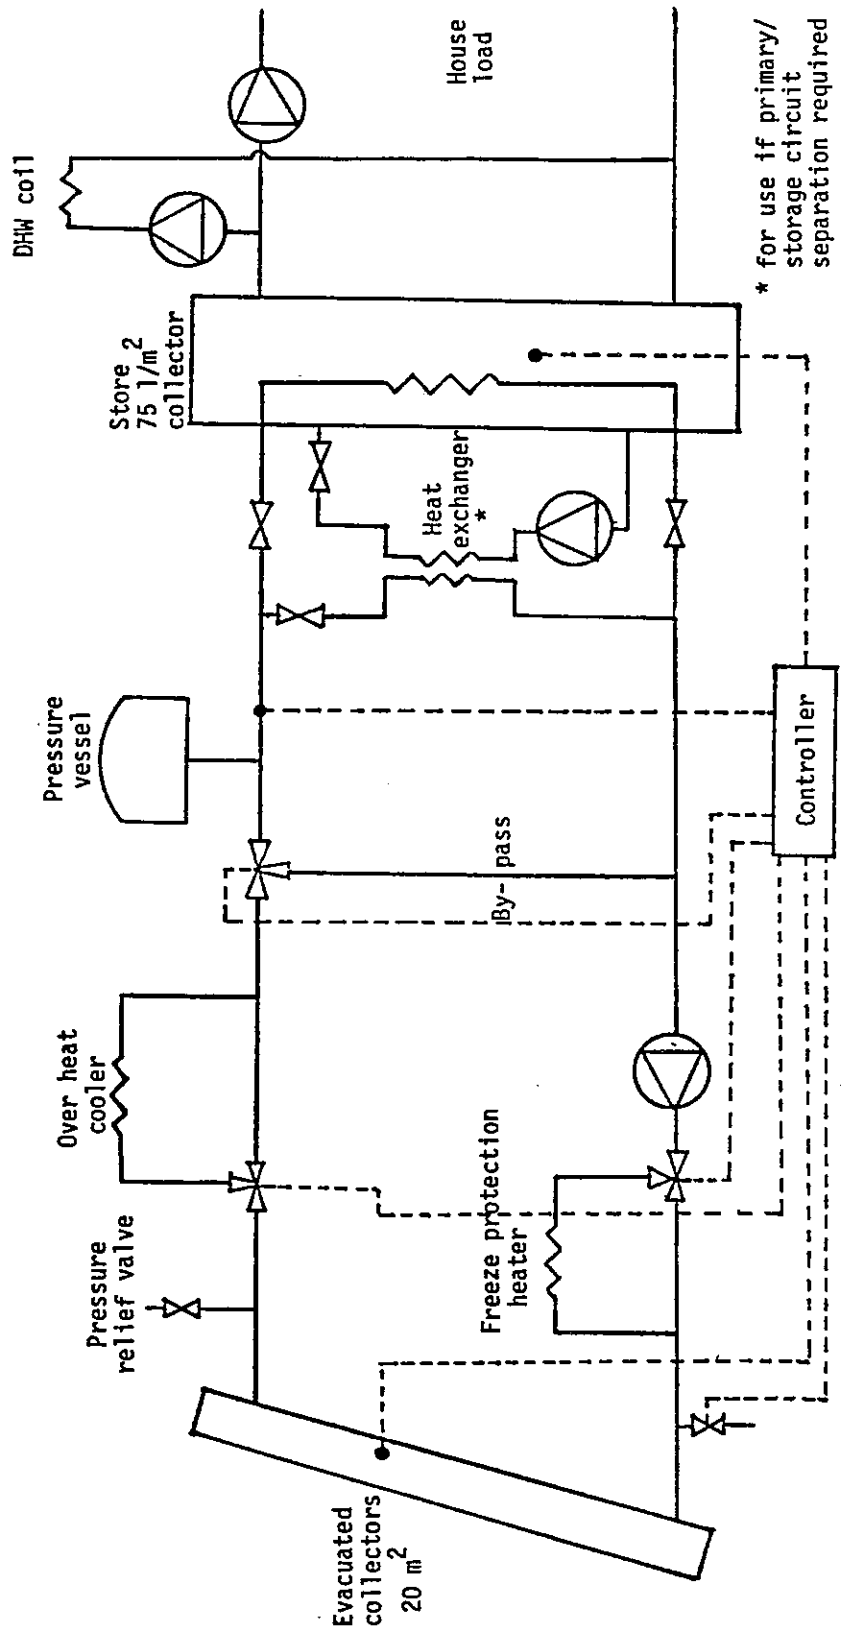 Evacuated
collectors
20 m2
Pressure
relief valve
Over heat
cooler
Pressure
vessel
Store
75 l/m2
collector
DHW coil
House
load
Heat
exchanger
*
By- pass
Freeze protection
heater
Controller
* for use if primary/
storage circuit
separation required